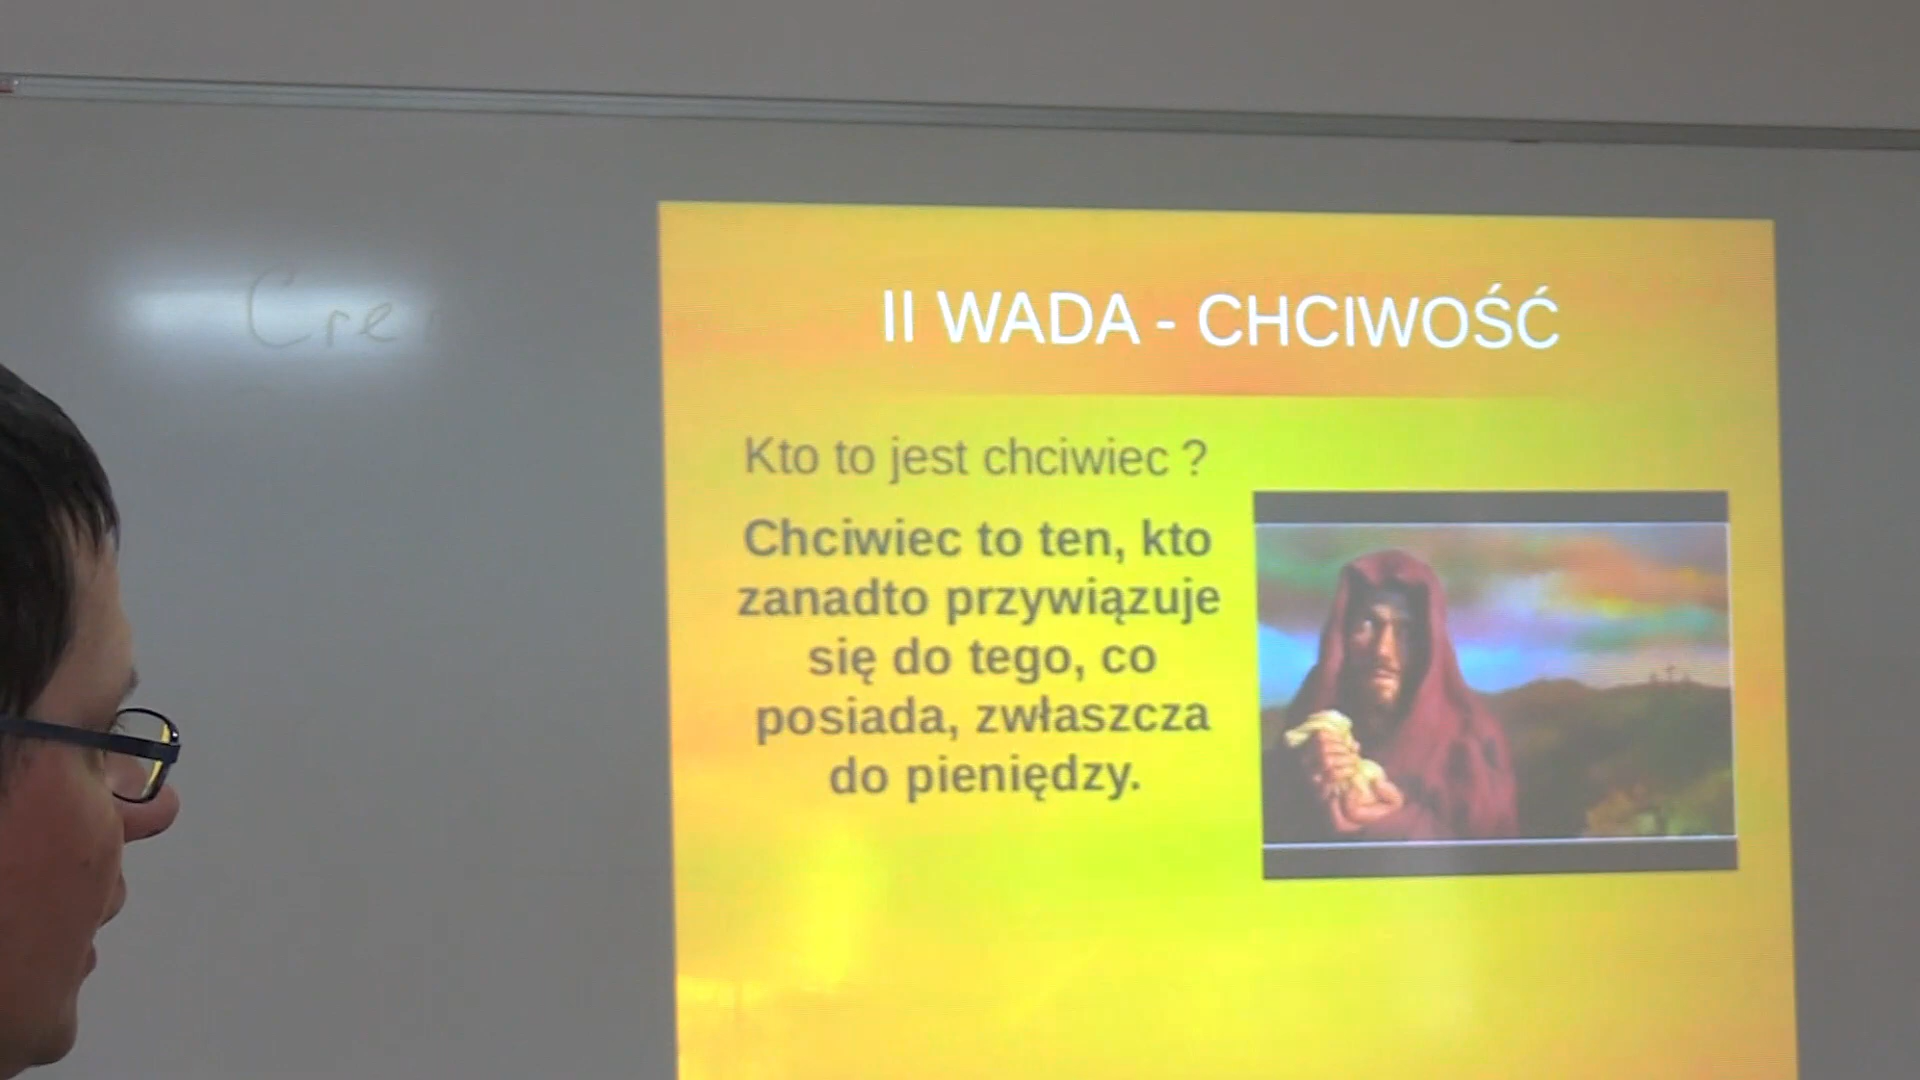 II WADA - CHCIWOŚĆ
Kto to jest chciwiec ?
Chciwiec to ten, kto
zanadto przywiązuje
się do tego, co
posiada, zwłaszcza
do pieniędzy.